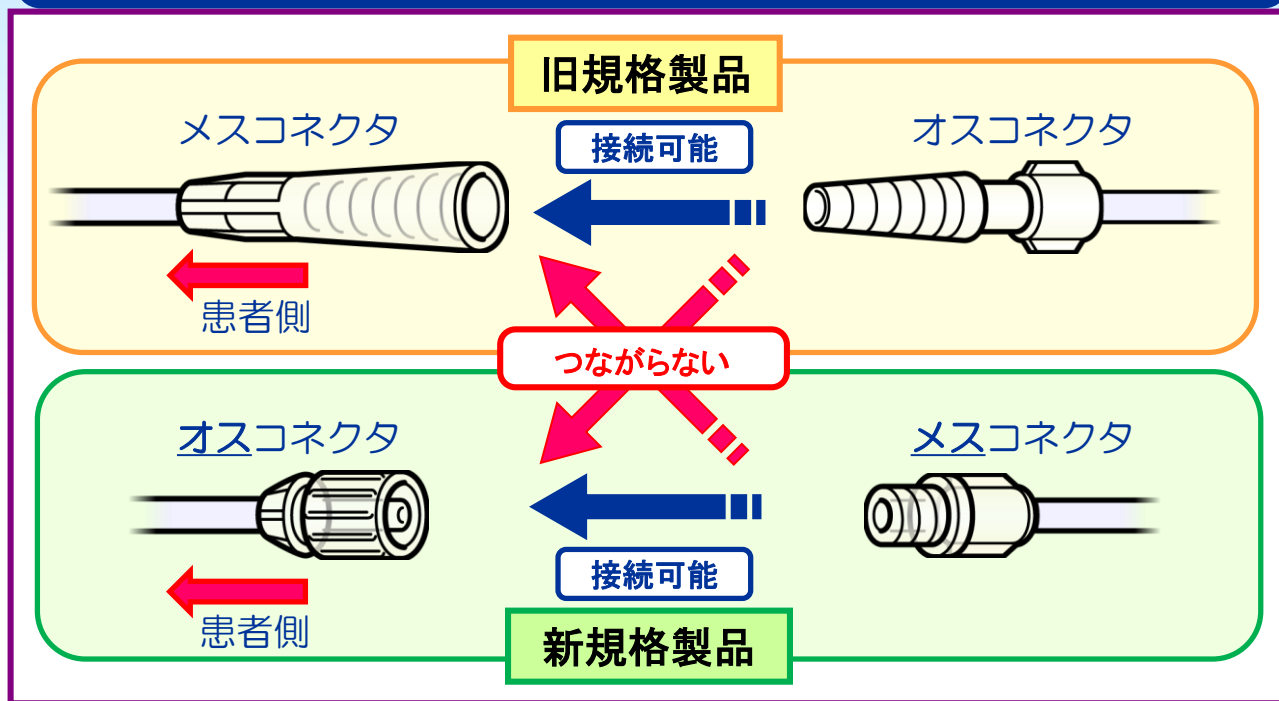 旧規格製品
メスコネクタ
接続可能
オスコネクタ
患者側
つながらない
オスコネクタ
メスコネクタ
接続可能
患者側
新規格製品